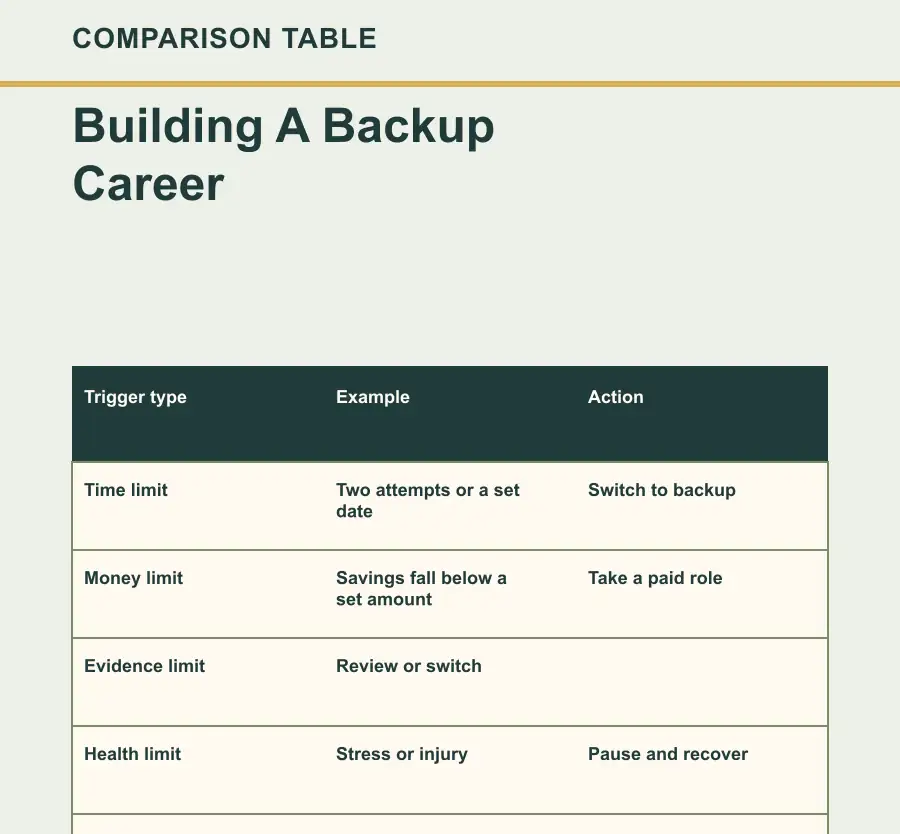 COMPARISON TABLE
Building A Backup
Career
Trigger type Example Action
Time limit Two attempts or a set Switch to backup
date
Money limit Savings fall below a Take a paid role
set amount
Evidence limit Review or switch
Health limit Stress or injury Pause and recover